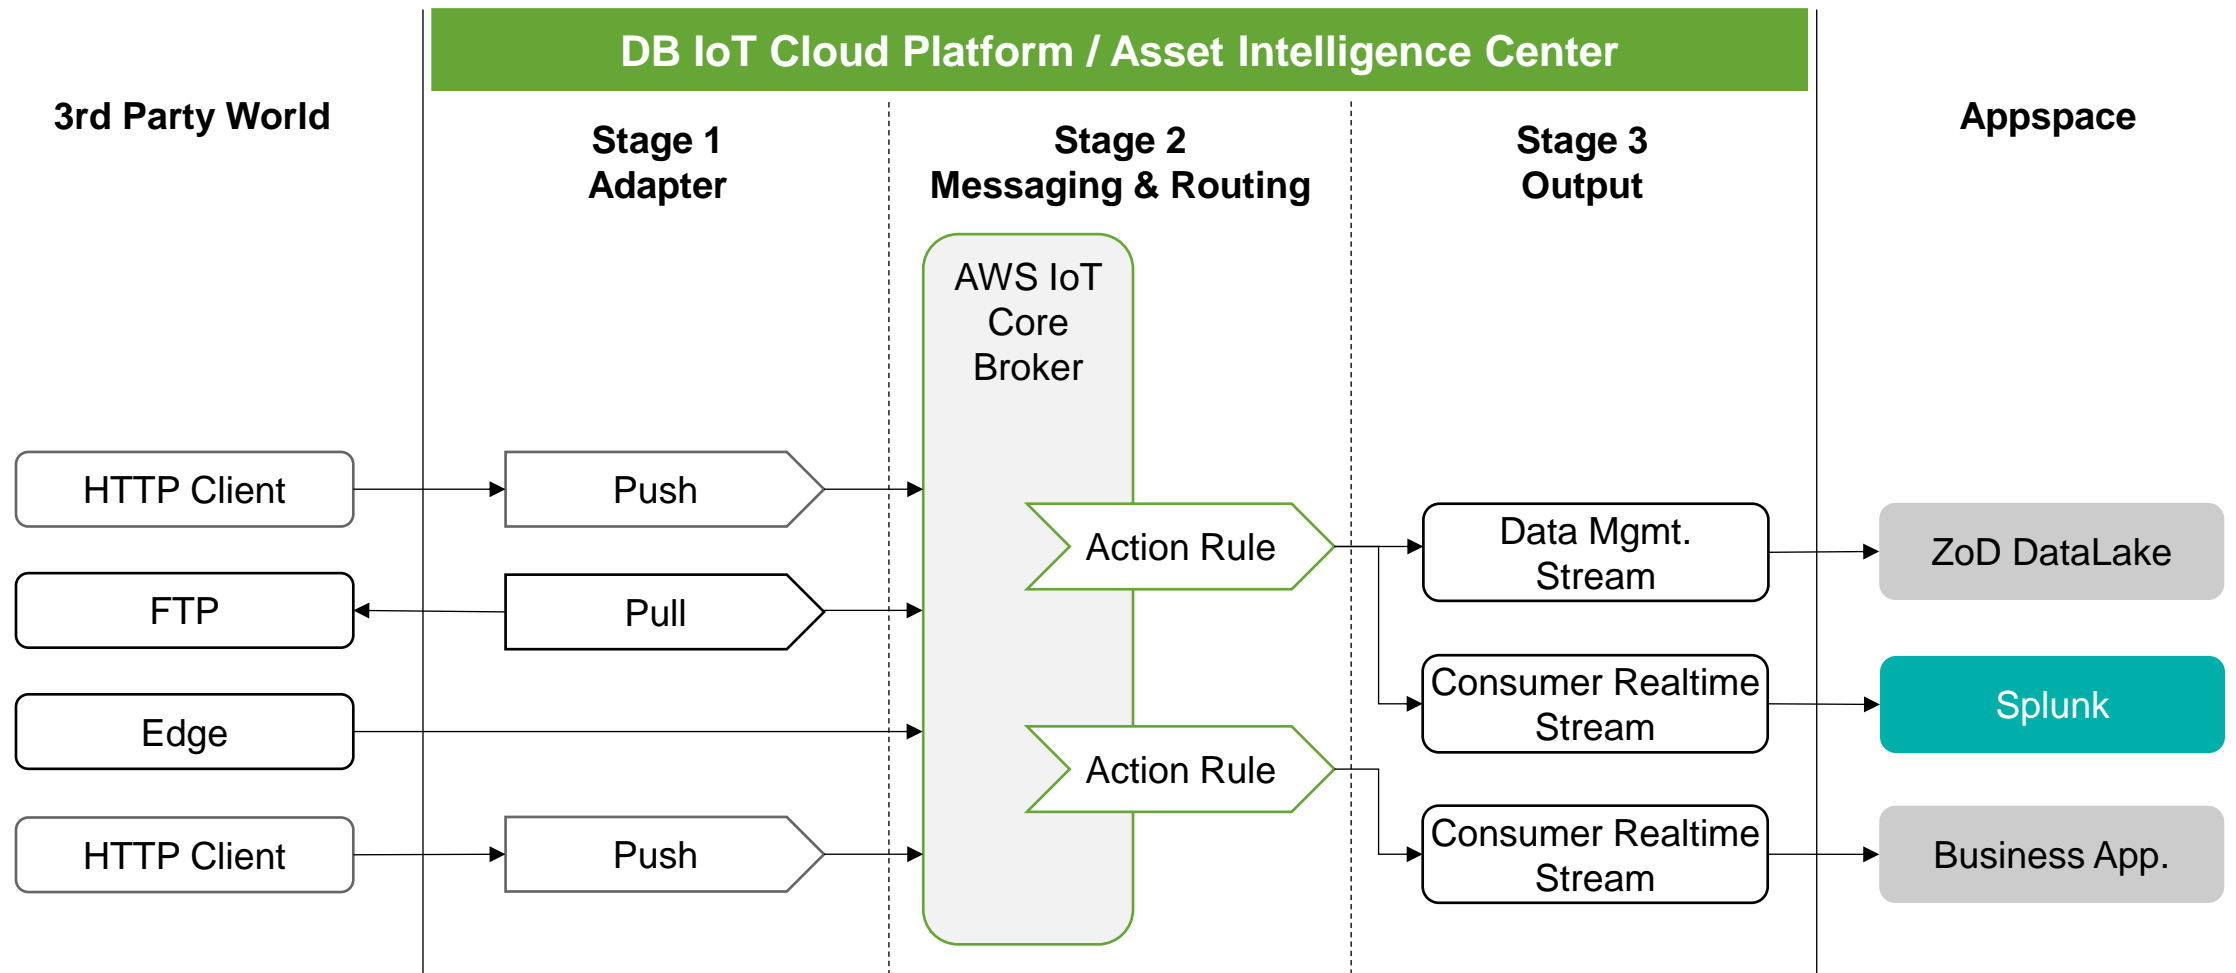 DB IoT Cloud Platform / Asset Intelligence Center
3rd Party World
Stage 1
Adapter
Stage 2
Messaging & Routing
Stage 3
Output
Appspace
AWS IoT
Core
Broker
HTTP Client
Push
Action Rule
Data Mgmt.
Stream
ZoD DataLake
FTP
Pull
Consumer Realtime
Stream
Splunk
Edge
Action Rule
HTTP Client
Push
Consumer Realtime
Stream
Business App.